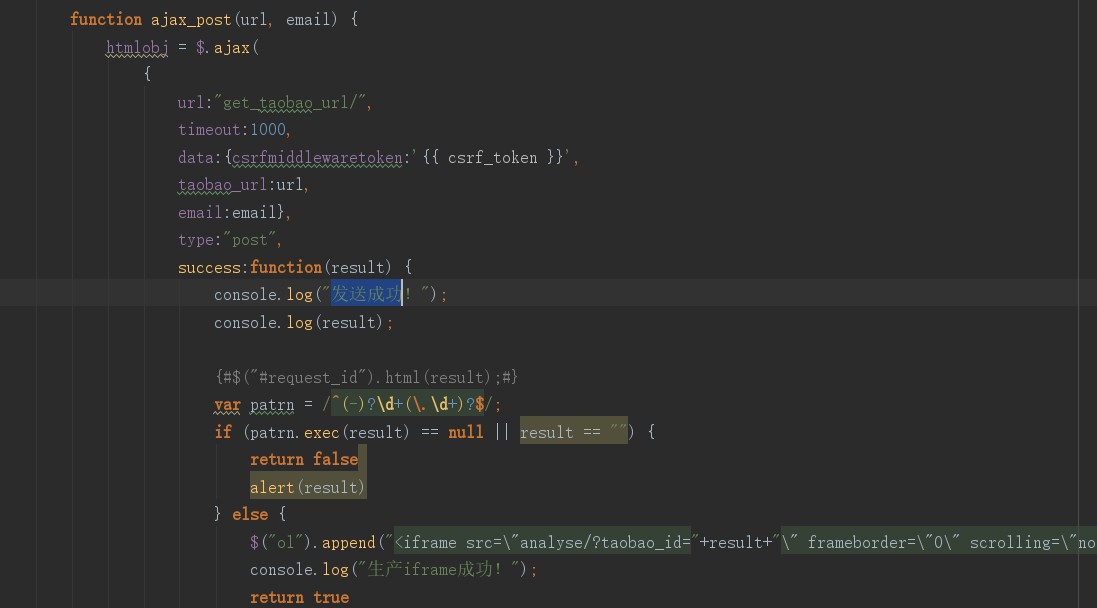 function ajax_post(url, email) {
htmlobj = $.ajax(
{
url:"get_taobao_url/",
timeout:1000,
data:{csrfmiddlewaretoken:'{{ csrf_token }}',
taobao_url:url,
email:email},
type:"post",
success:function(result) {
console.log("发送成功！");
console.log(result);
{#$("#request_id").html(result);#}
var patrn = /^(-)?\d+(\.\d+)?$/;
if (patrn.exec(result) == null || result == "") {
return false
alert(result)
} else {
$("ol").append("<iframe src=\"analyse/?taobao_id="+result+"\" frameborder=\"0\" scrolling=\"no
console.log("生产iframe成功！");
return true